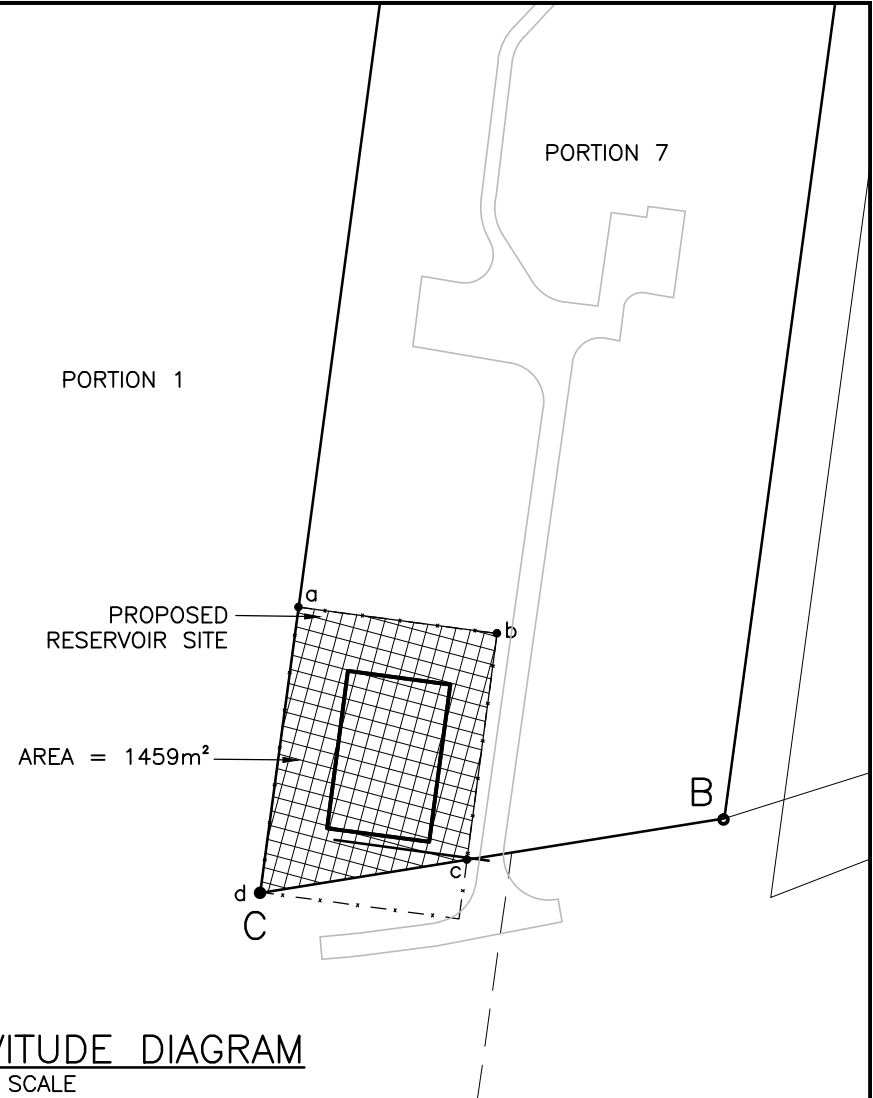 PORTION 7
PORTION 1
a
PROPOSED
RESERVOIR SITE
b
AREA = 1459m²
B
c
d
C
VITUDE DIAGRAM
SCALE